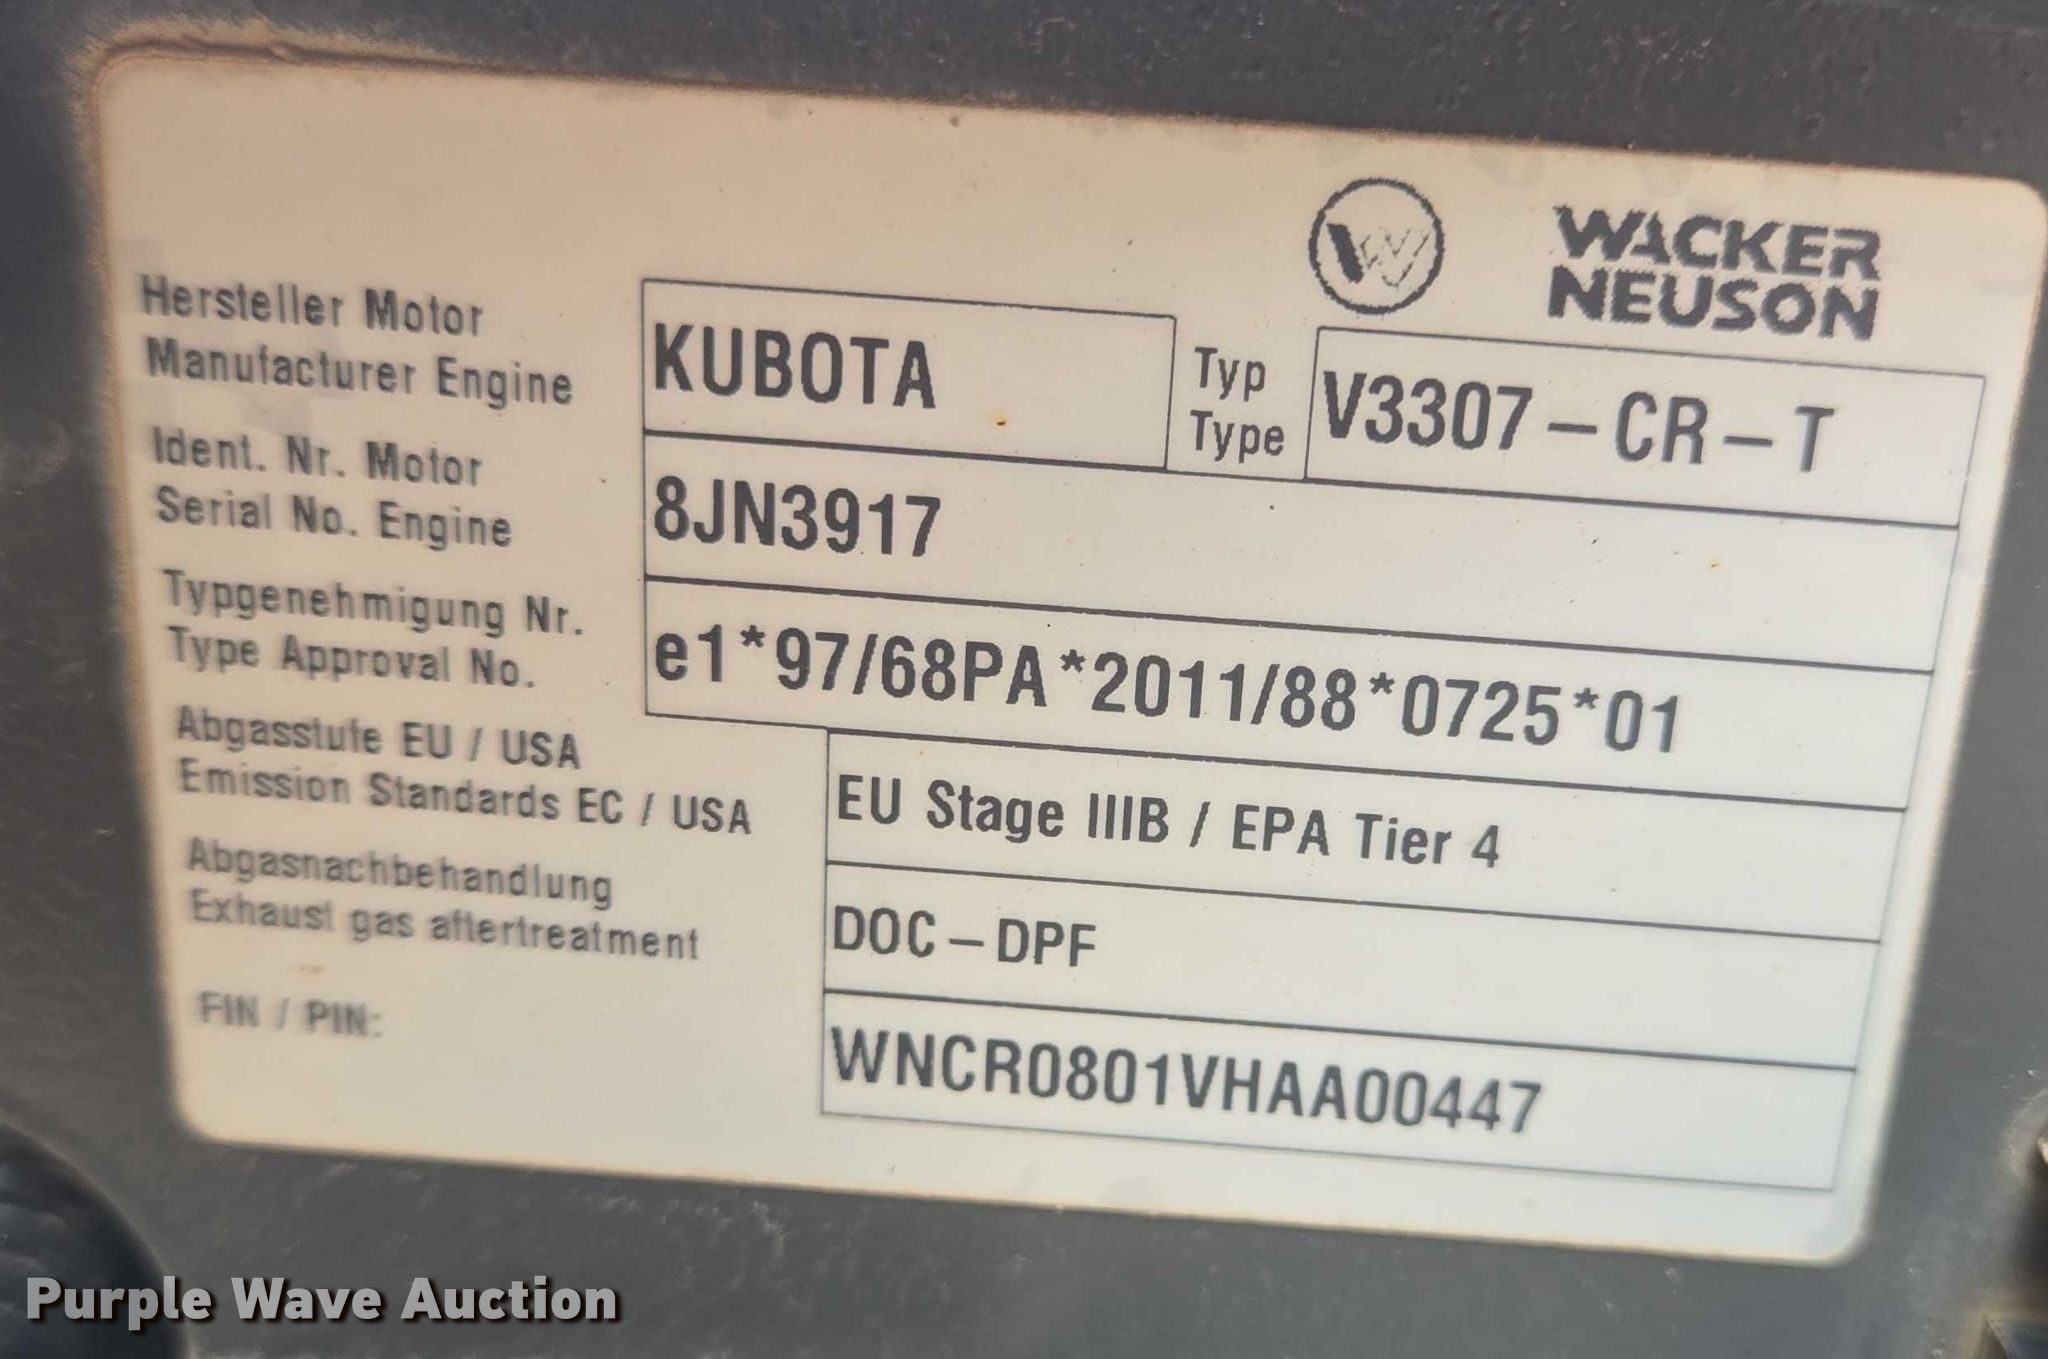 W
WACKER
NEUSON
Hersteller Motor
Manufacturer Engine
KUBOTA
Typ
Type
V3307-CR-T
Ident. Nr. Motor
Serial No. Engine
8JN3917
Typgenehmigung Nr.
Type Approval No.
e1*97/68PA*2011/88*0725*01
Abgasstufe EU / USA
Emission Standards EC / USA
EU Stage IIIB / EPA Tier 4
Abgasnachbehandlung
Exhaust gas aftertreatment
DOC-DPF
FIN / PIN:
WNCR0801VHAA00447
Purple Wave Auction